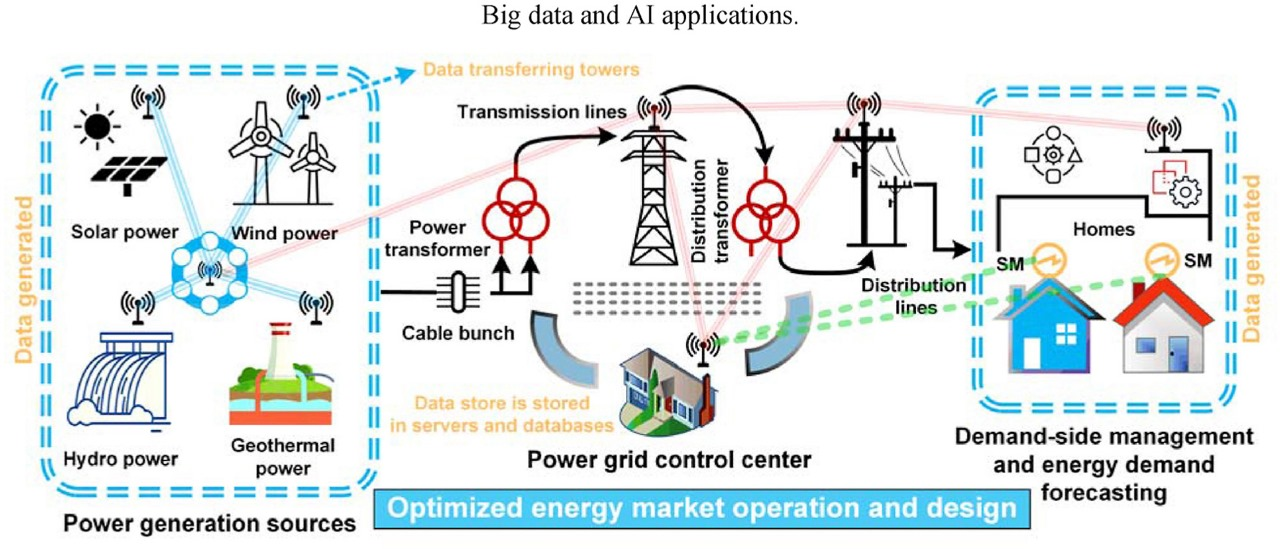 Big data and AI applications.
Data transferring towers
Transmission lines
Solar power
Wind power
Data generated
Power
transformer
Distribution
transformer
Cable bunch
Distribution
lines
Homes
SM
SM
Data generated
Hydro power
Geothermal
power
Data store is stored
in servers and databases
Power grid control center
Demand-side management
and energy demand
forecasting
Power generation sources
Optimized energy market operation and design